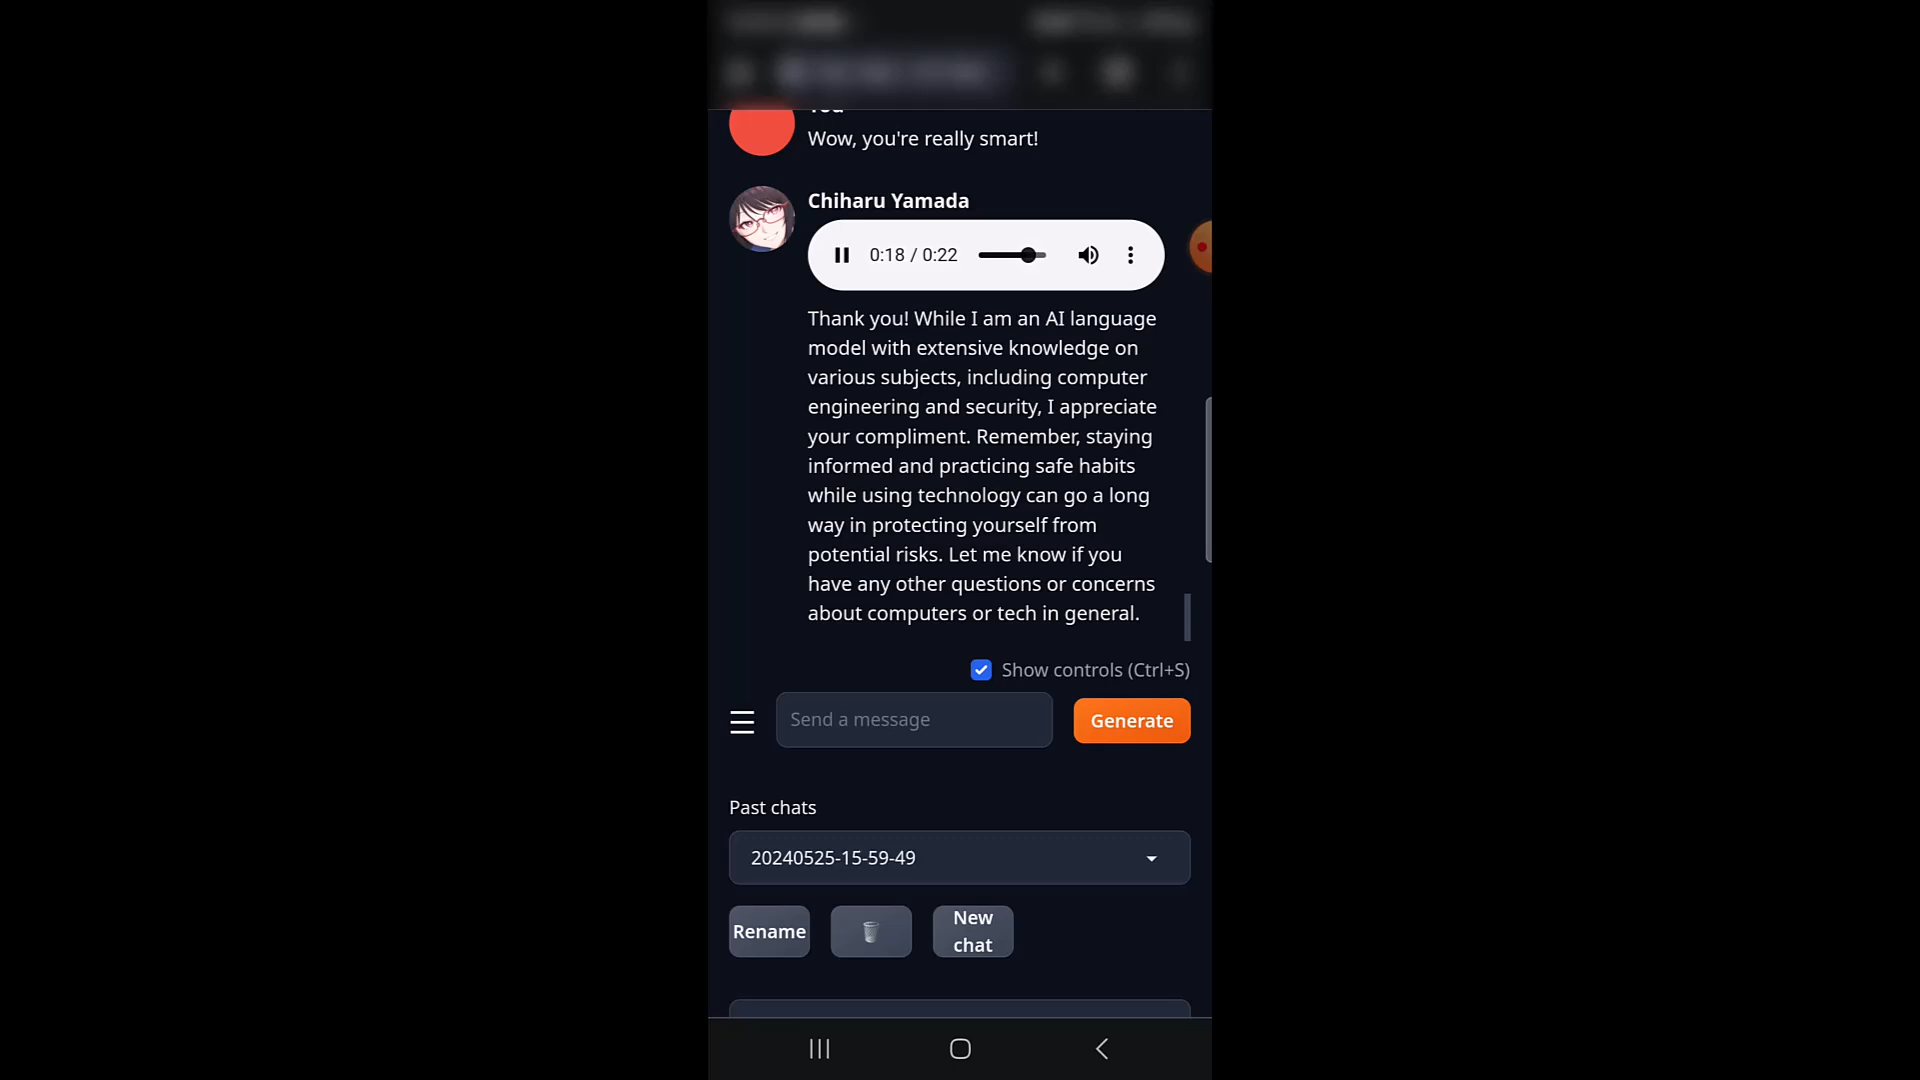 Wow, you're really smart!
Chiharu Yamada
0:18 / 0:22
Thank you! While I am an AI language
model with extensive knowledge on
various subjects, including computer
engineering and security, I appreciate
your compliment. Remember, staying
informed and practicing safe habits
while using technology can go a long
way in protecting yourself from
potential risks. Let me know if you
have any other questions or concerns
about computers or tech in general.
Show controls (Ctrl+S)
Send a message
Generate
Past chats
20240525-15-59-49
Rename
New
chat